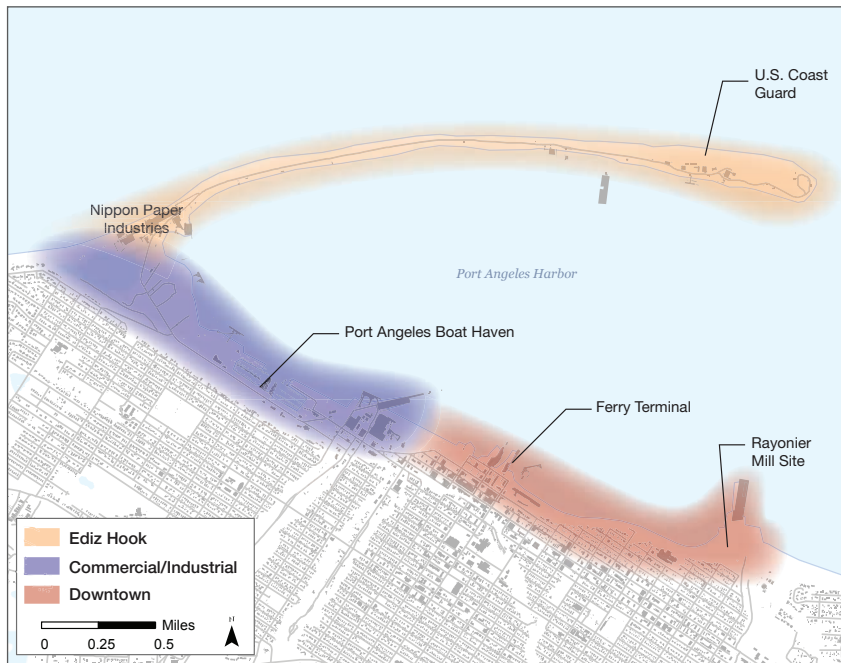 U.S. Coast
Guard
Nippon Paper
Industries
Port Angeles Harbor
Port Angeles Boat Haven
Ferry Terminal
Rayonier
Mill Site
Ediz Hook
Commercial/Industrial
Downtown
Miles
0 0.25 0.5
N